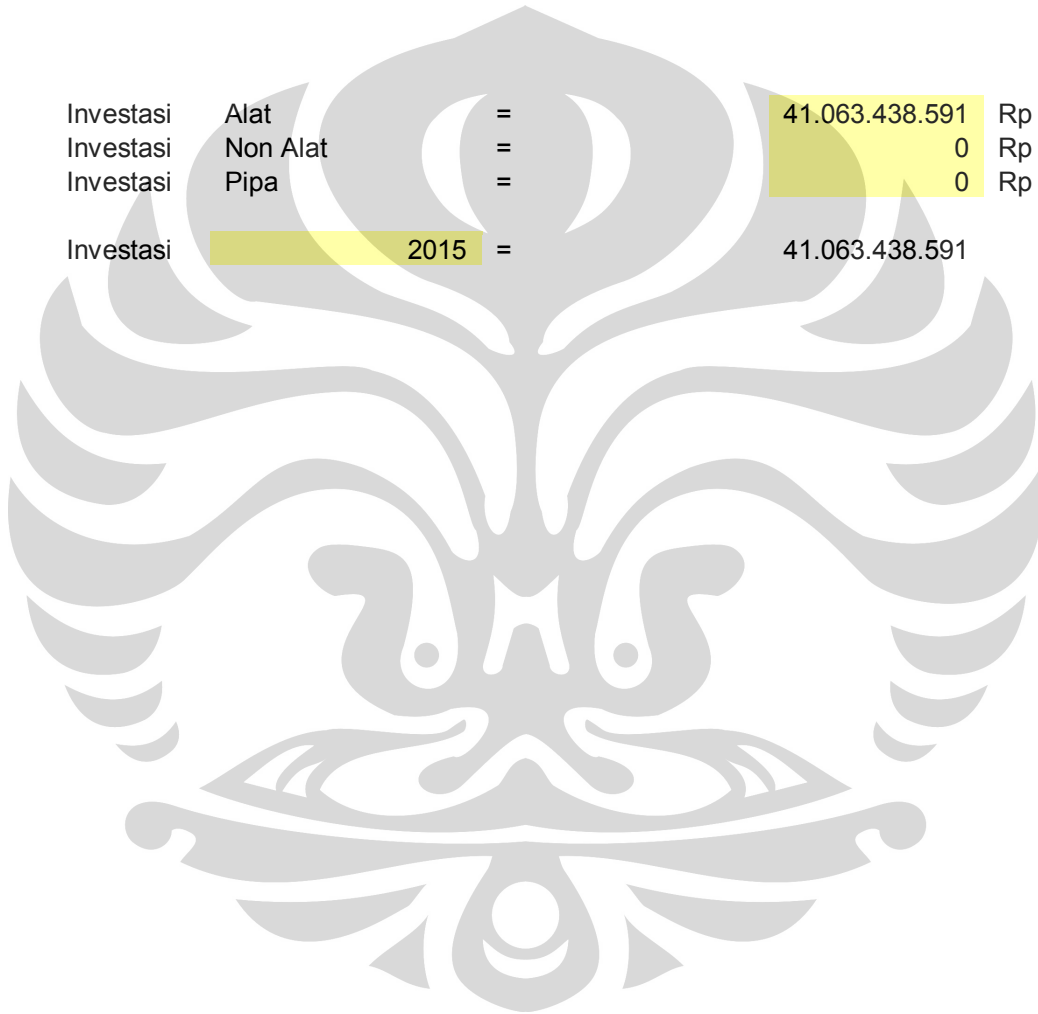 Investasi Alat = 41.063.438.591 Rp
Investasi Non Alat = 0 Rp
Investasi Pipa = 0 Rp
Investasi 2015 = 41.063.438.591